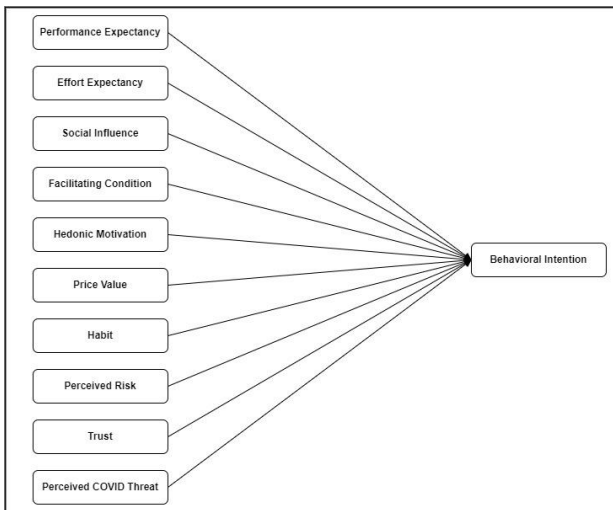 Performance Expectancy
Effort Expectancy
Social Influence
Facilitating Condition
Hedonic Motivation
Behavioral Intention
Price Value
Habit
Perceived Risk
Trust
Perceived COVID Threat